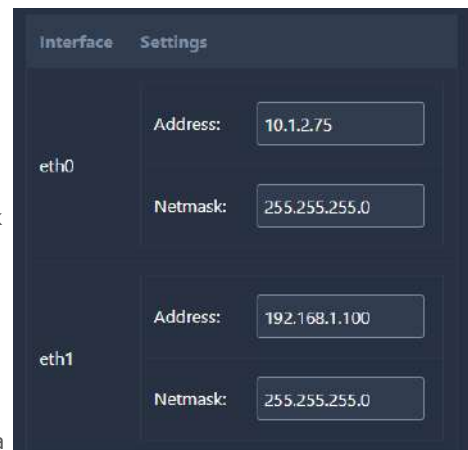 Interface Settings
Address: 10.1.2.75
eth0
Netmask: 255.255.255.0
Address: 192.168.1.100
eth1
Netmask: 255.255.255.0